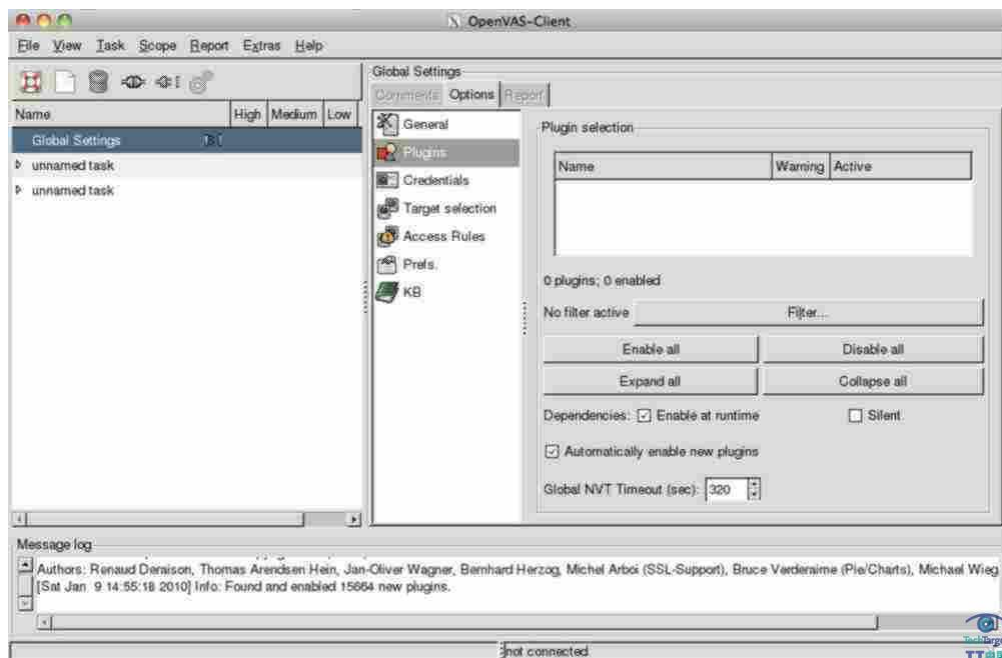 OpenVAS-Client
File View Task Scope Report Extras Help
Name High Medium Low
Global Settings
unnamed task
unnamed task
Global Settings
Comments Options Report
General
Plugins
Credentials
Target selection
Access Rules
Prefs.
KB
Plugin selection
Name Warning Active
0 plugins; 0 enabled
No filter active Filter...
Enable all Disable all
Expand all Collapse all
Dependencies: Enable at runtime Silent
Automatically enable new plugins
Global NVT Timeout (sec): 320
Message log
Authors: Renaud Deraison, Thomas Arendsen Hein, Jan-Oliver Wagner, Bernhard Herzog, Michel Arboi (SSL-Support), Bruce Verderaime (Pie/Charts), Michael Wieg
[Sat Jan 9 14:55:18 2010] Info: Found and enabled 15664 new plugins.
not connected
TechTarget